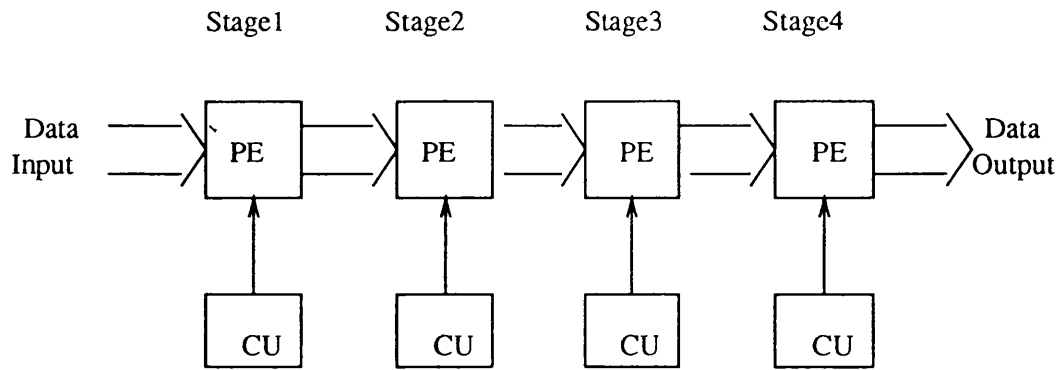 Stage1 Stage2 Stage3 Stage4
Data Input
PE PE PE PE
Data Output
CU CU CU CU